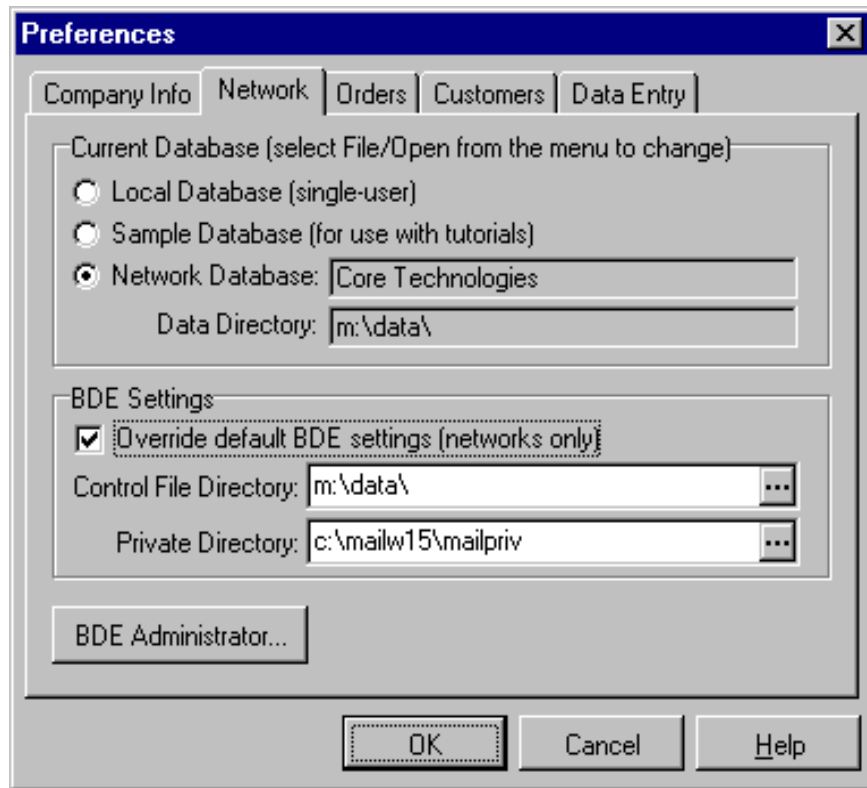 Preferences
Company Info Network Orders Customers Data Entry
Current Database (select File/Open from the menu to change)
Local Database (single-user)
Sample Database (for use with tutorials)
Network Database: Core Technologies
Data Directory: m:\data\
BDE Settings
Override default BDE settings (networks only)
Control File Directory: m:\data\ ...
Private Directory: c:\mailw15\mailpriv ...
BDE Administrator...
OK Cancel Help